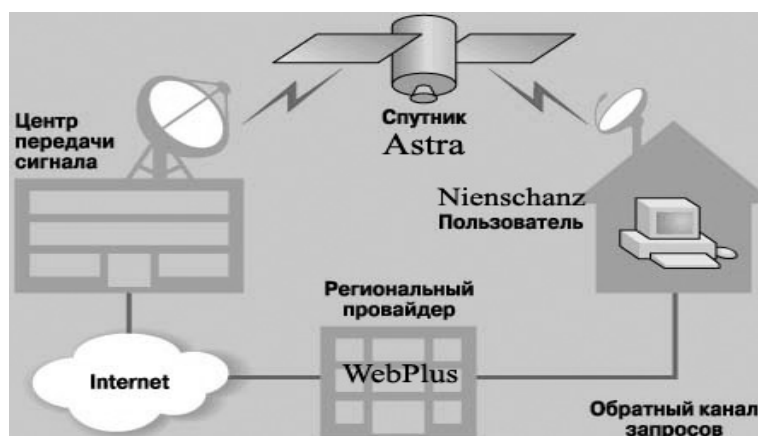 Центр
передачи
сигнала
Спутник
Astra
Nienschanz
Пользователь
Региональный
провайдер
WebPlus
Internet
Обратный канал
запросов